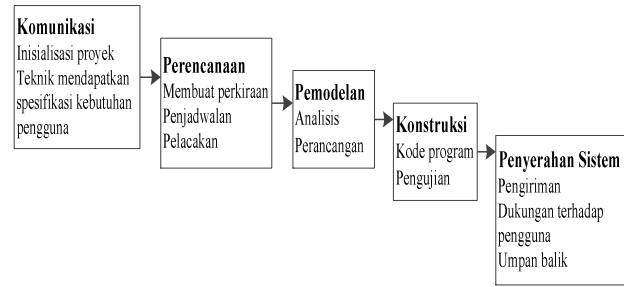 Komunikasi
Inisialisasi proyek
Teknik mendapatkan
spesifikasi kebutuhan
pengguna
Perencanaan
Membuat perkiraan
Penjadwalan
Pelacakan
Pemodelan
Analisis
Perancangan
Konstruksi
Kode program
Pengujian
Penyerahan Sistem
Pengiriman
Dukungan terhadap
pengguna
Umpan balik